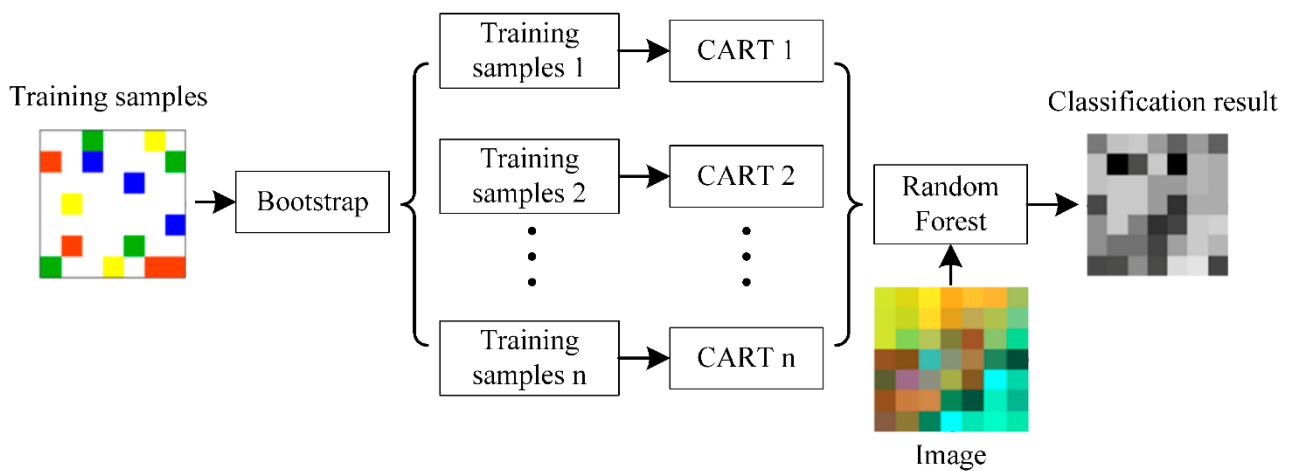 Training samples
Bootstrap
Training
samples 1
CART 1
Training
samples 2
CART 2
Training
samples n
CART n
Random
Forest
Image
Classification result